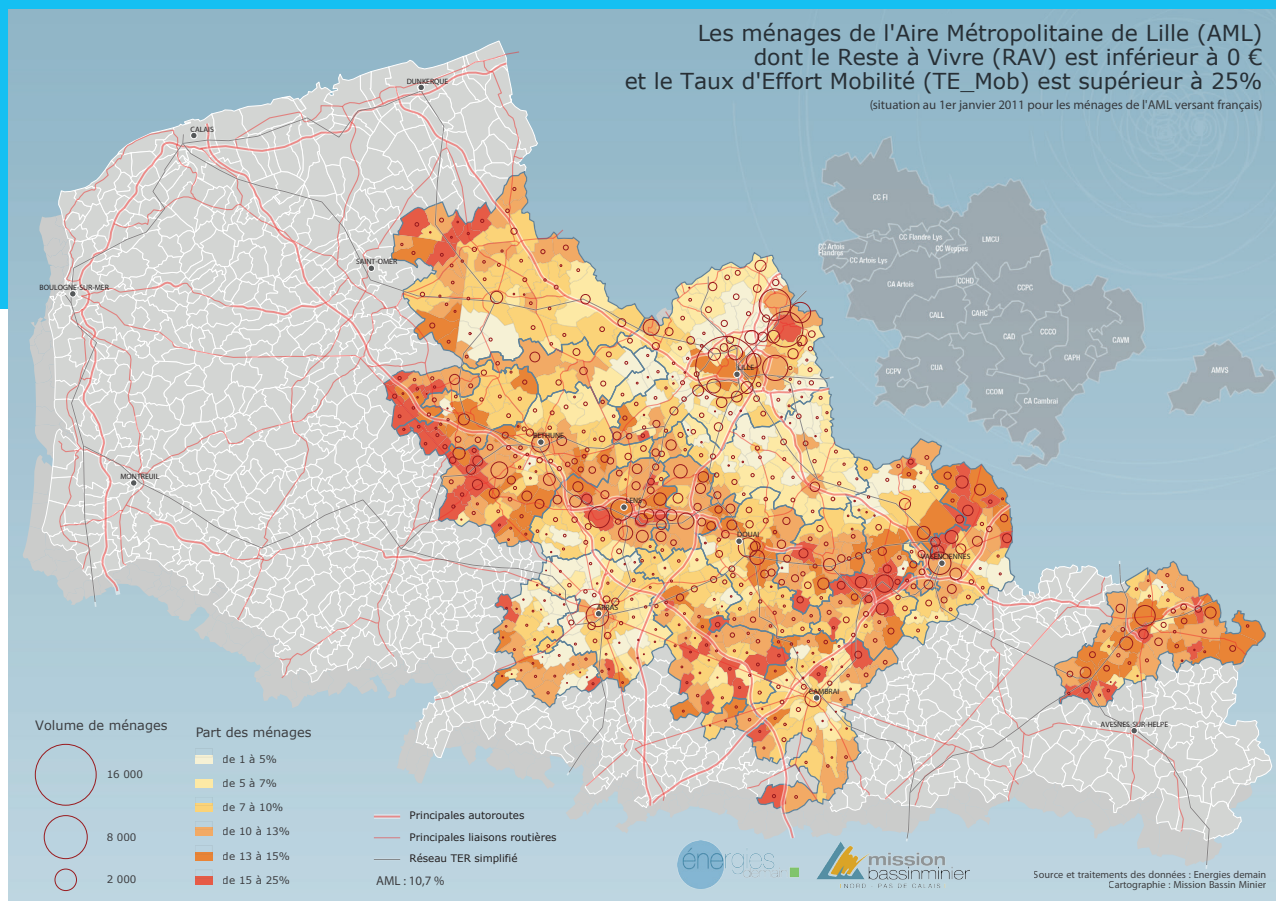 Les ménages de l'Aire Métropolitaine de Lille (AML)
dont le Reste à Vivre (RAV) est inférieur à 0 €
et le Taux d'Effort Mobilité (TE_Mob) est supérieur à 25%
(situation au 1er janvier 2011 pour les ménages de l'AML versant français)
DUNKERQUE
CALAIS
SAINT-OMER
BOULOGNE-SUR-MER
MONTREUIL
LILLE
BETHUNE
LENS
DOUAI
VALENCIENNES
ARRAS
CAMBRAI
AVESNES-SUR-HELPE
CC FI
CC Flandre Lys
LMCU
CC Artois
Flandres
CC Weppes
CC Artois Lys
CA Artois
CCHD
CCPC
CALL
CAHC
CAD
CCCO
CAVM
CAPH
CCPV
CUA
CCOM
CA Cambrai
AMVS
Volume de ménages
16 000
8 000
2 000
Part des ménages
de 1 à 5%
de 5 à 7%
de 7 à 10%
de 10 à 13%
de 13 à 15%
de 15 à 25%
Principales autoroutes
Principales liaisons routières
Réseau TER simplifié
AML : 10,7 %
énergies
demain
mission
bassinminier
NORD - PAS DE CALAIS
Source et traitements des données : Energies demain
Cartographie : Mission Bassin Minier